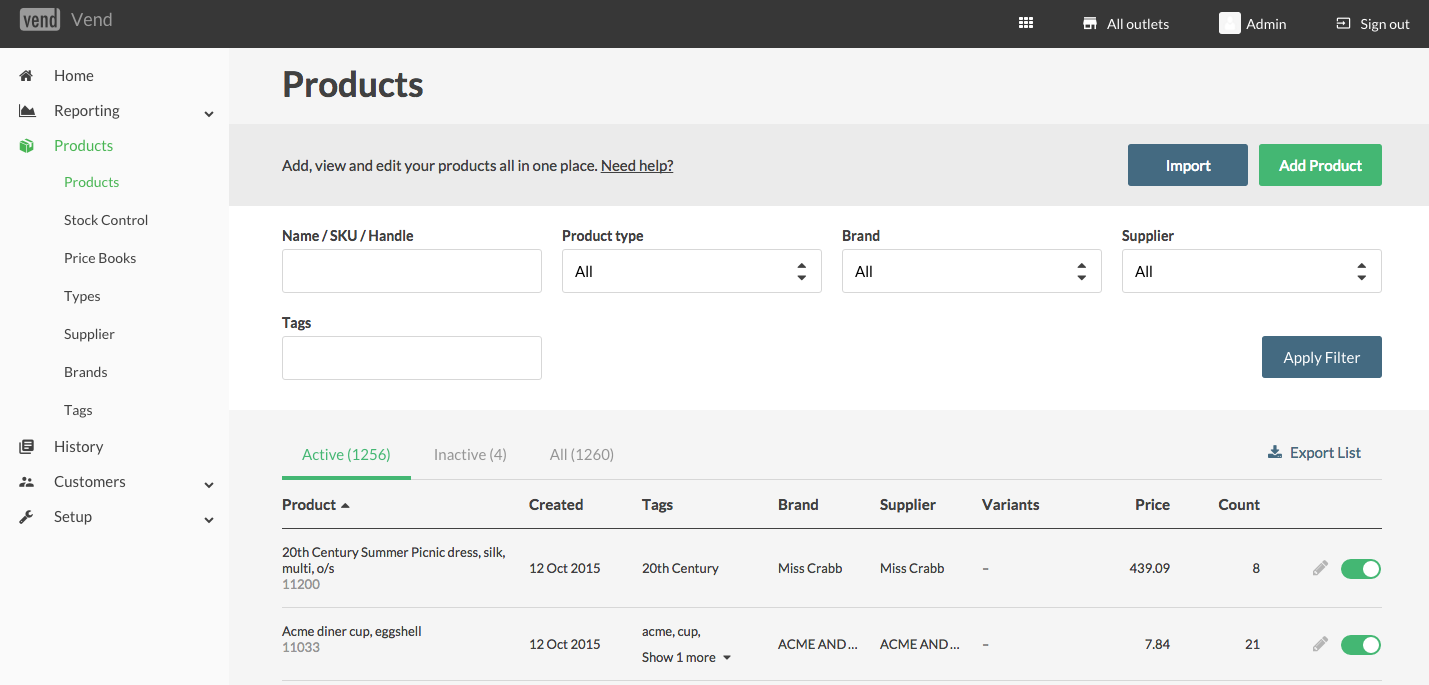 vend Vend
All outlets
Admin
Sign out
Home
Reporting
Products
Products
Stock Control
Price Books
Types
Supplier
Brands
Tags
History
Customers
Setup
Products
Add, view and edit your products all in one place. Need help?
Import
Add Product
Name / SKU / Handle
Product type
Brand
Supplier
All
All
All
Tags
Apply Filter
Active (1256)
Inactive (4)
All (1260)
Export List
Product Created Tags Brand Supplier Variants Price Count
20th Century Summer Picnic dress, silk,
multi, o/s
11200
12 Oct 2015 20th Century Miss Crabb Miss Crabb – 439.09 8
Acme diner cup, eggshell
11033
12 Oct 2015
acme, cup,
Show 1 more
ACME AND ... ACME AND ... – 7.84 21